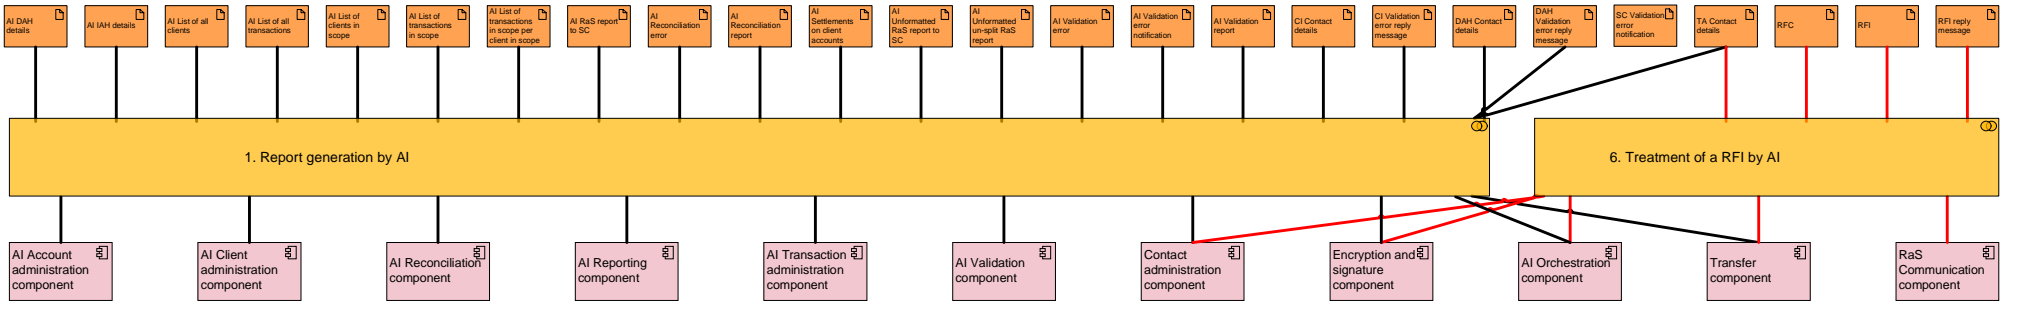 AI DAH
details
AI IAH details
AI List of all
clients
AI List of all
transactions
AI List of
clients in
scope
AI List of
transactions
in scope
AI List of
transactions
in scope per
client in scope
AI RaS report
to SC
AI
Reconciliation
error
AI
Reconciliation
report
AI
Settlements
on client
accounts
AI
Unformatted
RaS report to
SC
AI
Unformatted
un-split RaS
report
AI Validation
error
AI Validation
error
notification
AI Validation
report
CI Contact
details
CI Validation
error reply
message
DAH Contact
details
DAH
Validation
error reply
message
SC Validation
error
notification
TA Contact
details
RFC
RFI
RFI reply
message
1. Report generation by AI
6. Treatment of a RFI by AI
AI Account
administration
component
AI Client
administration
component
AI Reconciliation
component
AI Reporting
component
AI Transaction
administration
component
AI Validation
component
Contact
administration
component
Encryption and
signature
component
AI Orchestration
component
Transfer
component
RaS
Communication
component